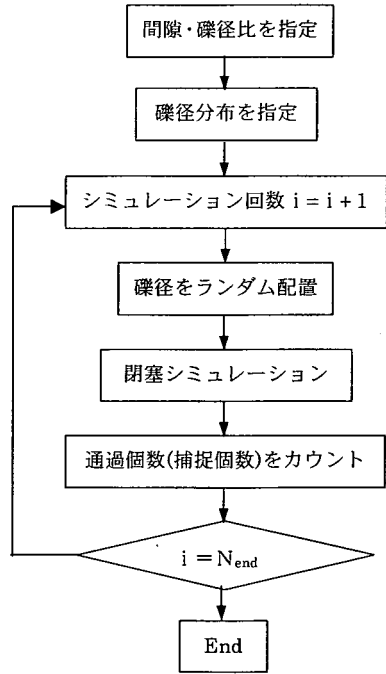 間隙・礫径比を指定
礫径分布を指定
シミュレーション回数 i = i + 1
礫径をランダム配置
閉塞シミュレーション
通過個数(捕捉個数)をカウント
i = Nend
End